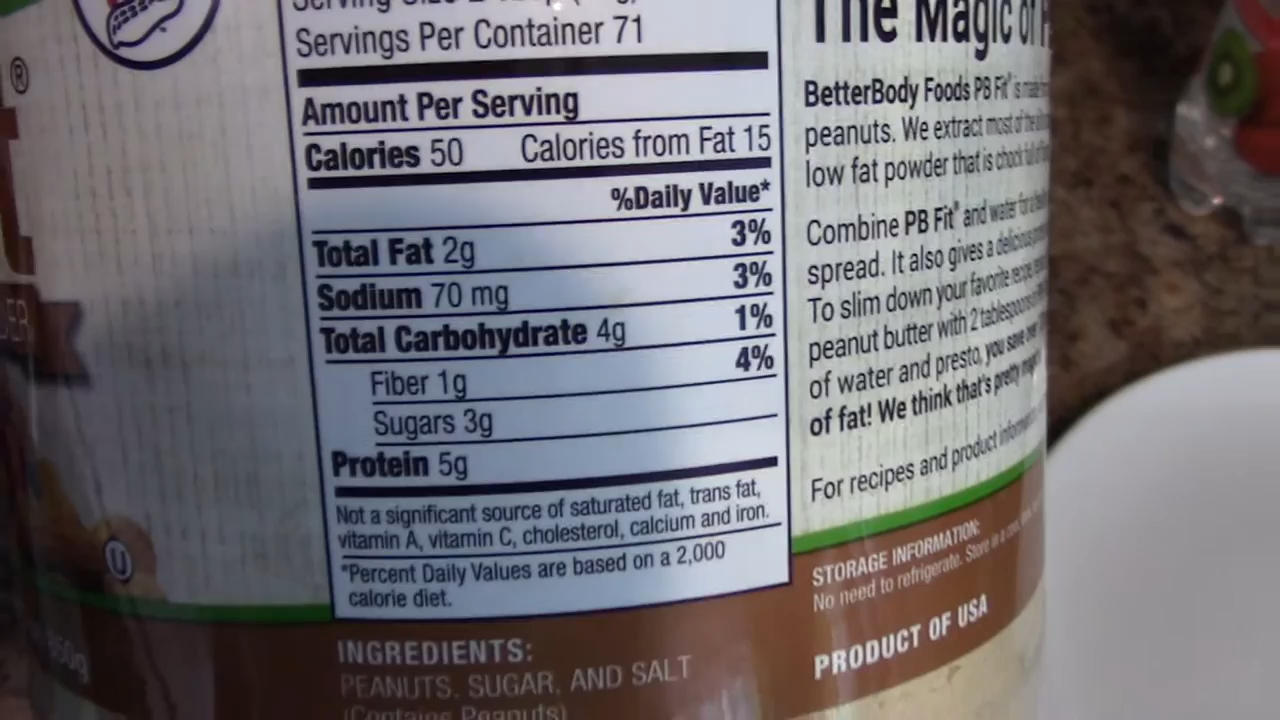 ®
Servings Per Container 71
Amount Per Serving
Calories 50 Calories from Fat 15
%Daily Value*
Total Fat 2g 3%
Sodium 70 mg 3%
Total Carbohydrate 4g 1%
Fiber 1g 4%
Sugars 3g
Protein 5g
Not a significant source of saturated fat, trans fat,
vitamin A, vitamin C, cholesterol, calcium and iron.
*Percent Daily Values are based on a 2,000
calorie diet.
INGREDIENTS:
PEANUTS, SUGAR, AND SALT
(Contains Peanuts)
The Magic of
BetterBody Foods PB Fit® is made
peanuts. We extract most of the
low fat powder that is chock full of
Combine PB Fit® and water for a
spread. It also gives a delicious
To slim down your favorite recipe
peanut butter with 2 tablespoons
of water and presto, you save over
of fat! We think that's pretty
For recipes and product
STORAGE INFORMATION:
No need to refrigerate. Store in a
PRODUCT OF USA
U